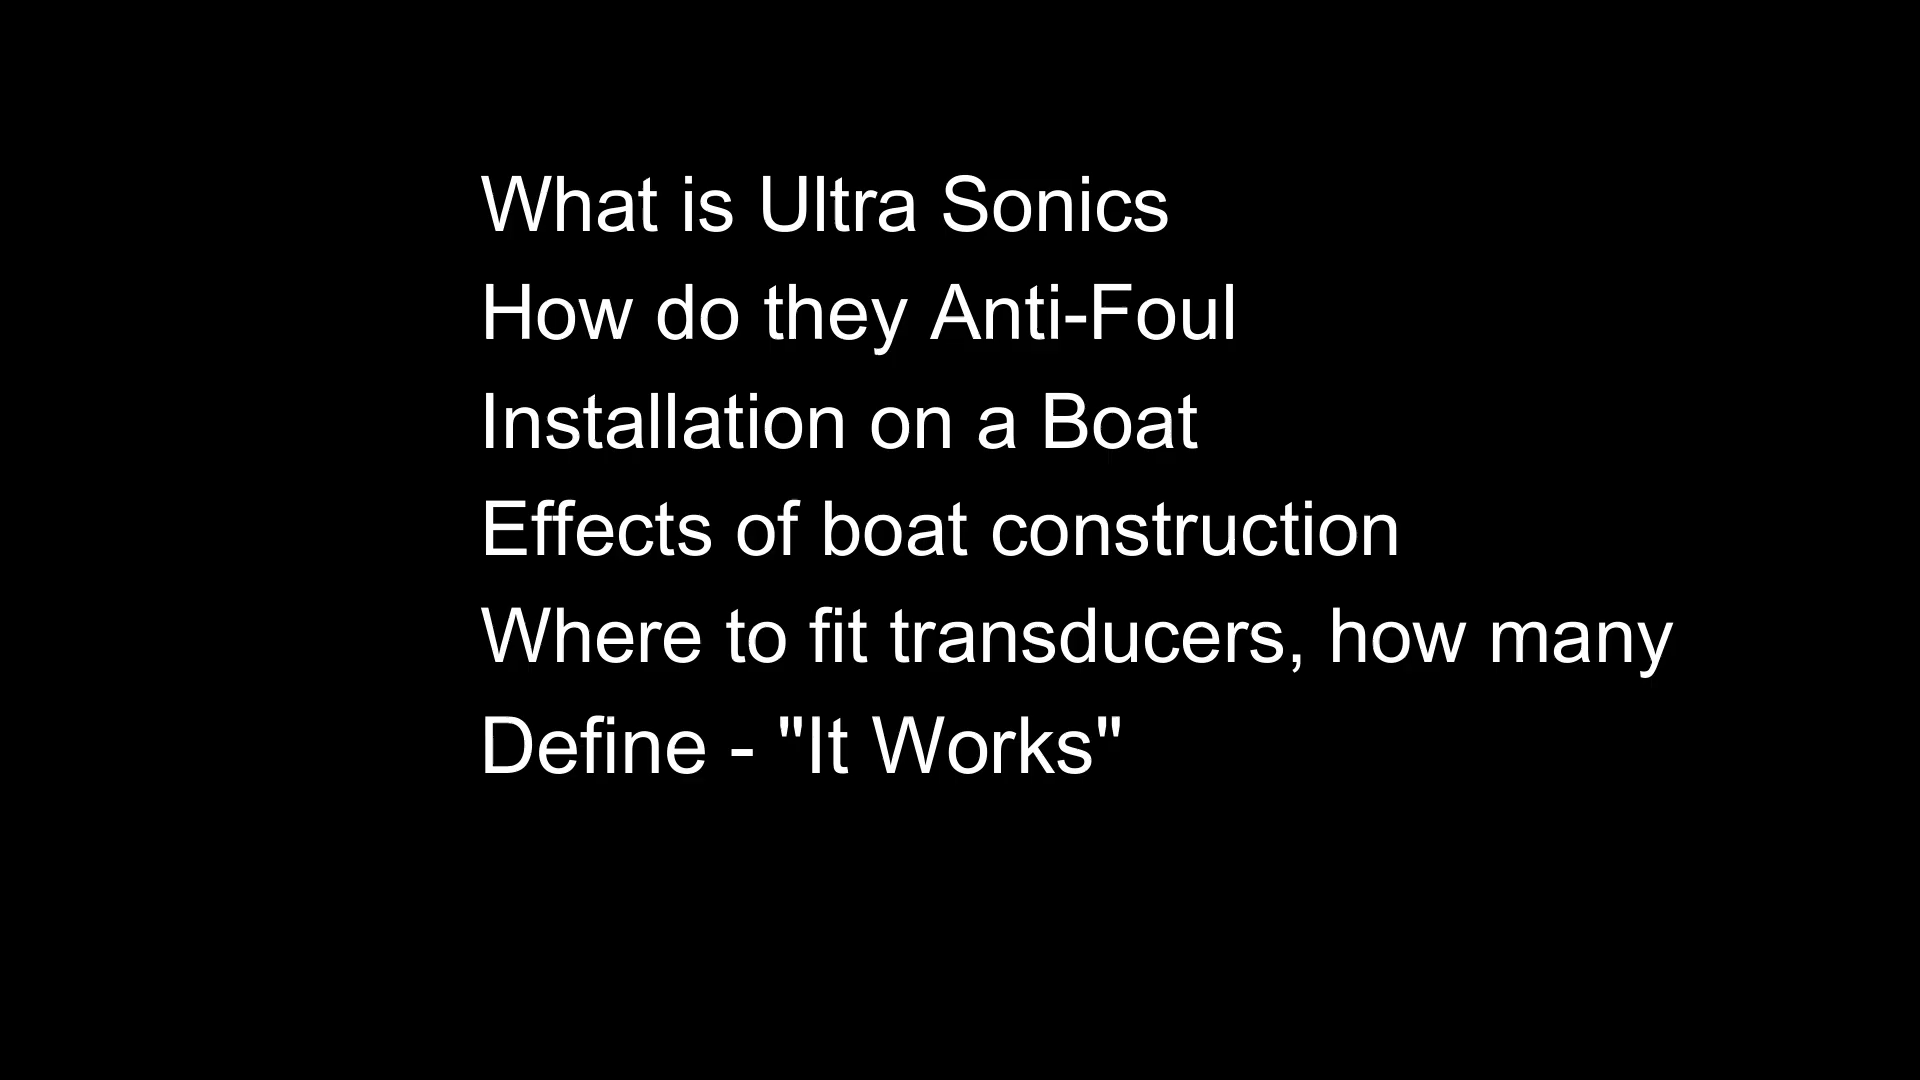 What is Ultra Sonics
How do they Anti-Foul
Installation on a Boat
Effects of boat construction
Where to fit transducers, how many
Define - "It Works"